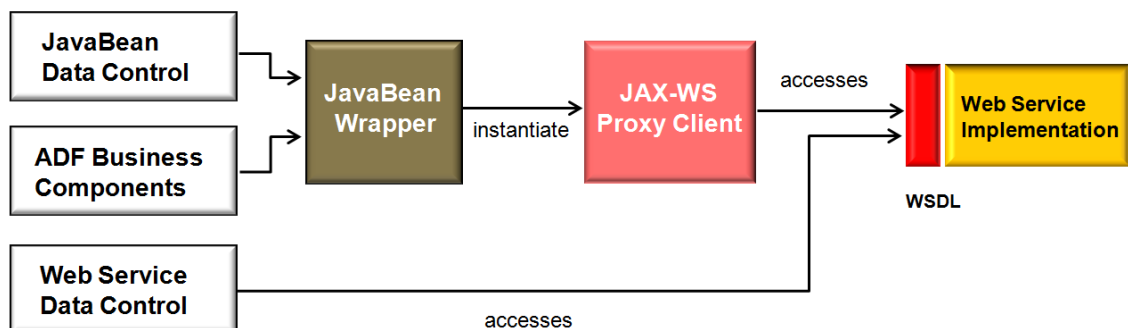 JavaBean
Data Control
ADF Business
Components
Web Service
Data Control
JavaBean
Wrapper
instantiate
JAX-WS
Proxy Client
accesses
Web Service
Implementation
WSDL
accesses